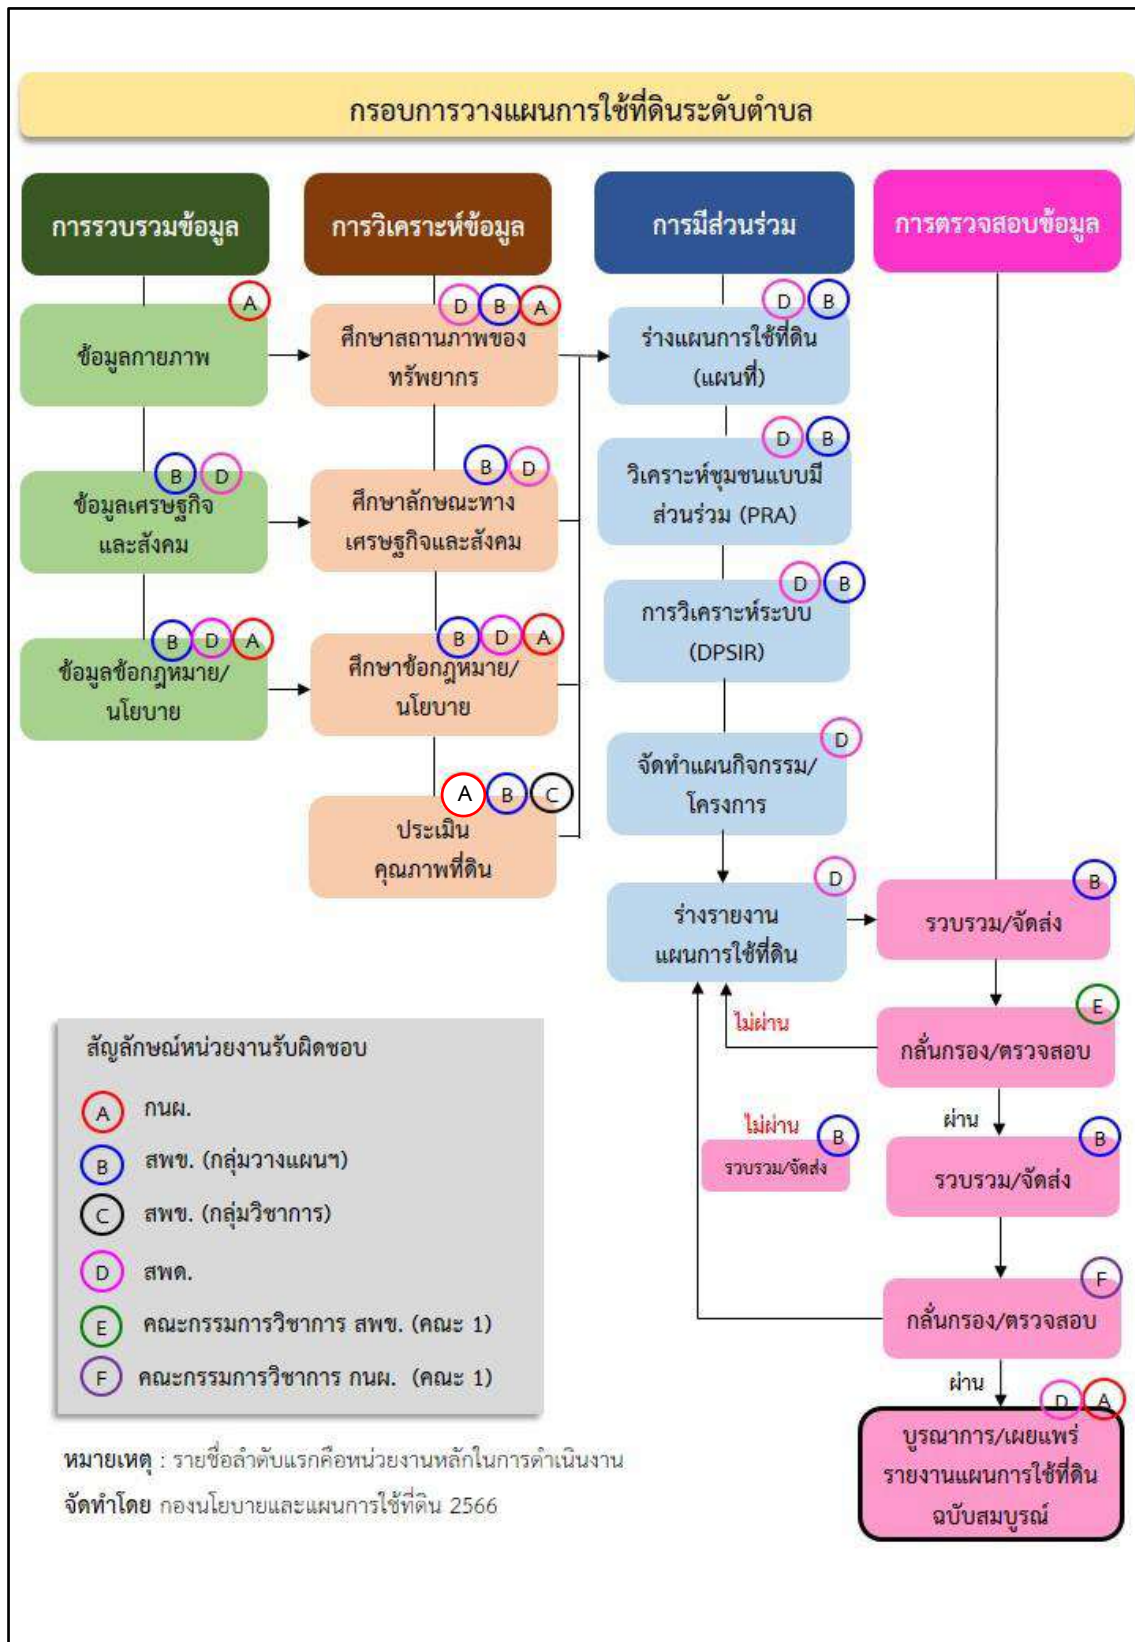 กรอบการวางแผนการใช้ที่ดินระดับตำบล
การรวบรวมข้อมูล
การวิเคราะห์ข้อมูล
การมีส่วนร่วม
การตรวจสอบข้อมูล
A
ข้อมูลกายภาพ
D B A
ศึกษาสถานภาพของ
ทรัพยากร
D B
ร่างแผนการใช้ที่ดิน
(แผนที่)
B D
ข้อมูลเศรษฐกิจ
และสังคม
B D
ศึกษาลักษณะทาง
เศรษฐกิจและสังคม
D B
วิเคราะห์ชุมชนแบบมี
ส่วนร่วม (PRA)
D B
การวิเคราะห์ระบบ
(DPSIR)
B D A
ข้อมูลข้อกฎหมาย/
นโยบาย
B D A
ศึกษาข้อกฎหมาย/
นโยบาย
D
จัดทำแผนกิจกรรม/
โครงการ
A B C
ประเมิน
คุณภาพที่ดิน
D
ร่างรายงาน
แผนการใช้ที่ดิน
B
รวบรวม/จัดส่ง
ไม่ผ่าน
E
กลั่นกรอง/ตรวจสอบ
ผ่าน
ไม่ผ่าน
B
รวบรวม/จัดส่ง
B
รวบรวม/จัดส่ง
F
กลั่นกรอง/ตรวจสอบ
ผ่าน
D A
บูรณาการ/เผยแพร่
รายงานแผนการใช้ที่ดิน
ฉบับสมบูรณ์
สัญลักษณ์หน่วยงานรับผิดชอบ
A กนผ.
B สพข. (กลุ่มวางแผนฯ)
C สพข. (กลุ่มวิชาการ)
D สพด.
E คณะกรรมการวิชาการ สพข. (คณะ 1)
F คณะกรรมการวิชาการ กนผ. (คณะ 1)
หมายเหตุ : รายชื่อลำดับแรกคือหน่วยงานหลักในการดำเนินงาน
จัดทำโดย กองนโยบายและแผนการใช้ที่ดิน 2566